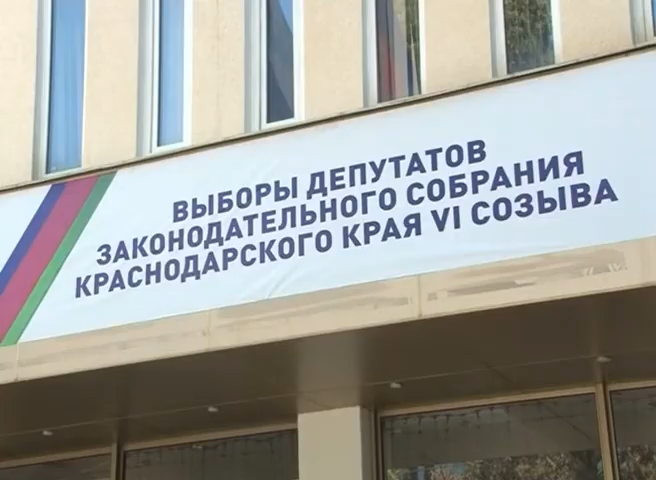 ВЫБОРЫ ДЕПУТАТОВ
ЗАКОНОДАТЕЛЬНОГО СОБРАНИЯ
КРАСНОДАРСКОГО КРАЯ VI СОЗЫВА